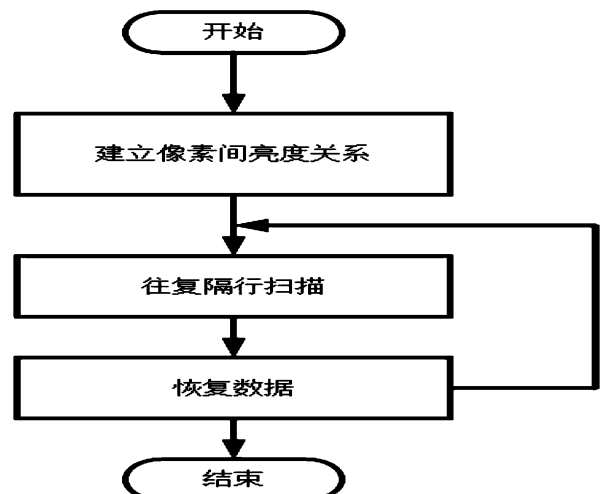 开始
建立像素间亮度关系
往复隔行扫描
恢复数据
结束